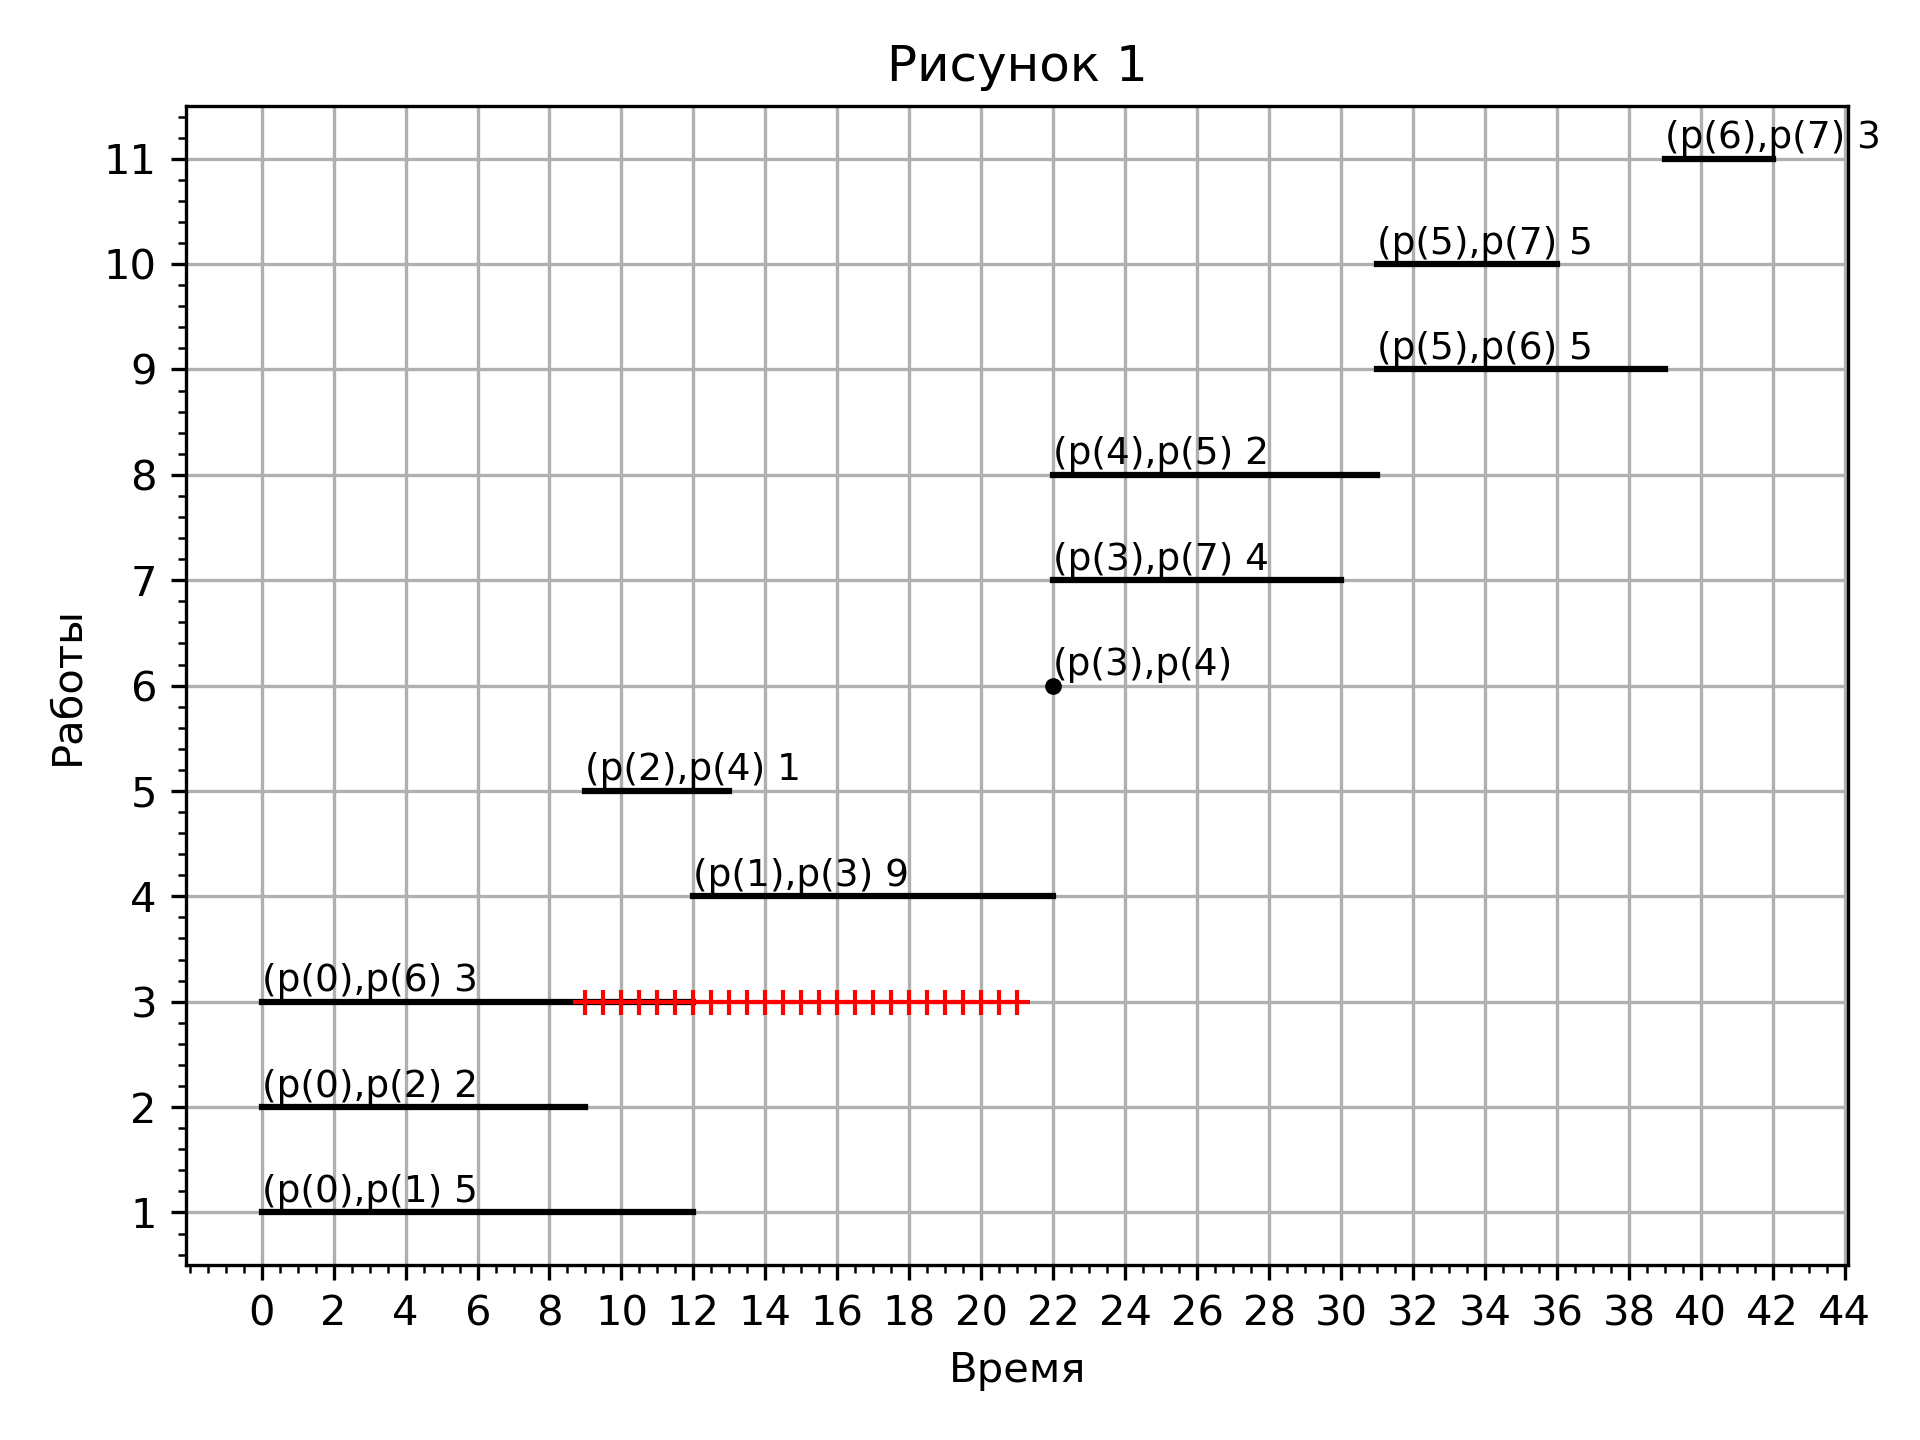 Рисунок 1
(p(6),p(7) 3
11
(p(5),p(7) 5
10
(p(5),p(6) 5
9
(p(4),p(5) 2
8
(p(3),p(7) 4
7
(p(3),p(4)
6
(p(2),p(4) 1
5
(p(1),p(3) 9
4
(p(0),p(6) 3
3
(p(0),p(2) 2
2
(p(0),p(1) 5
1
Работы
0 2 4 6 8 10 12 14 16 18 20 22 24 26 28 30 32 34 36 38 40 42 44
Время